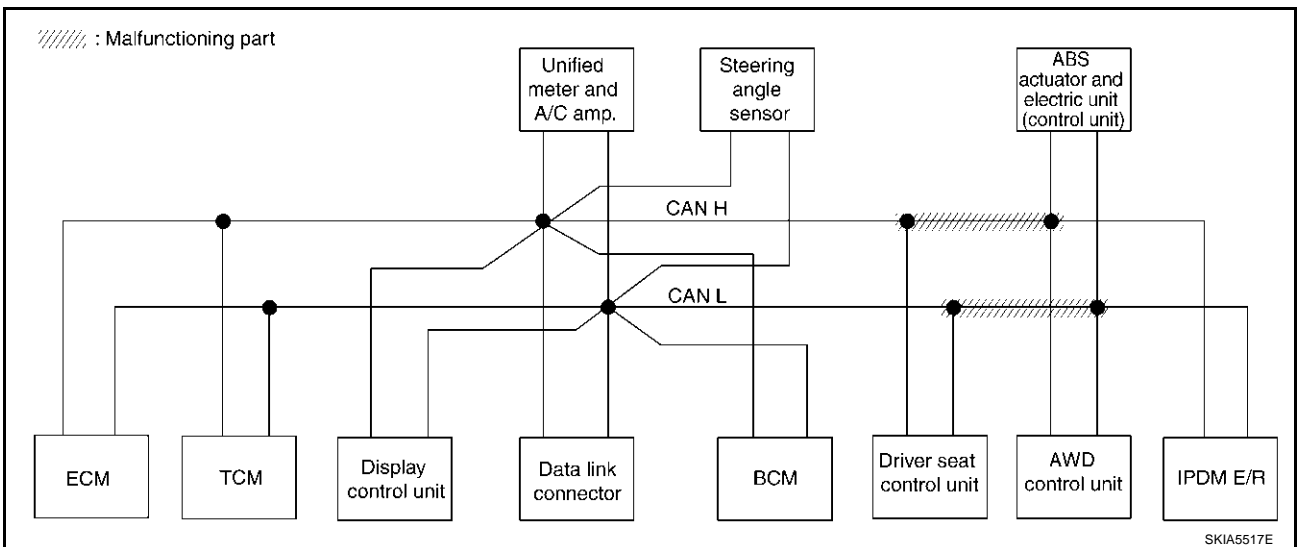 : Malfunctioning part
Unified
meter and
A/C amp.
Steering
angle
sensor
ABS
actuator and
electric unit
(control unit)
CAN H
CAN L
ECM
TCM
Display
control unit
Data link
connector
BCM
Driver seat
control unit
AWD
control unit
IPDM E/R
SKIA5517E